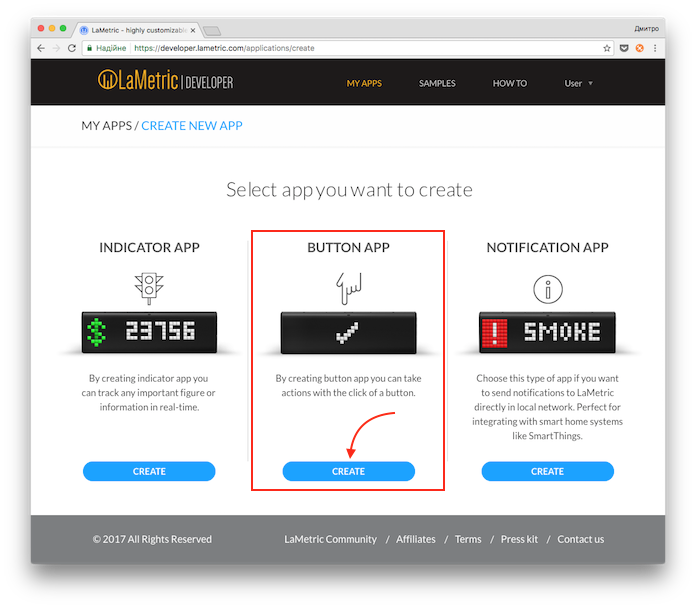 LaMetric - highly customizable
Дмитро
Надійне
https://developer.lametric.com/applications/create
LaMetric | DEVELOPER
MY APPS
SAMPLES
HOW TO
User
MY APPS / CREATE NEW APP
Select app you want to create
INDICATOR APP
23756
By creating indicator app you
can track any important figure or
information in real-time.
CREATE
BUTTON APP
By creating button app you can take
actions with the click of a button.
CREATE
NOTIFICATION APP
SMOKE
Choose this type of app if you want
to send notifications to LaMetric
directly in local network. Perfect for
integrating with smart home systems
like SmartThings.
CREATE
© 2017 All Rights Reserved
LaMetric Community / Affiliates / Terms / Press kit / Contact us